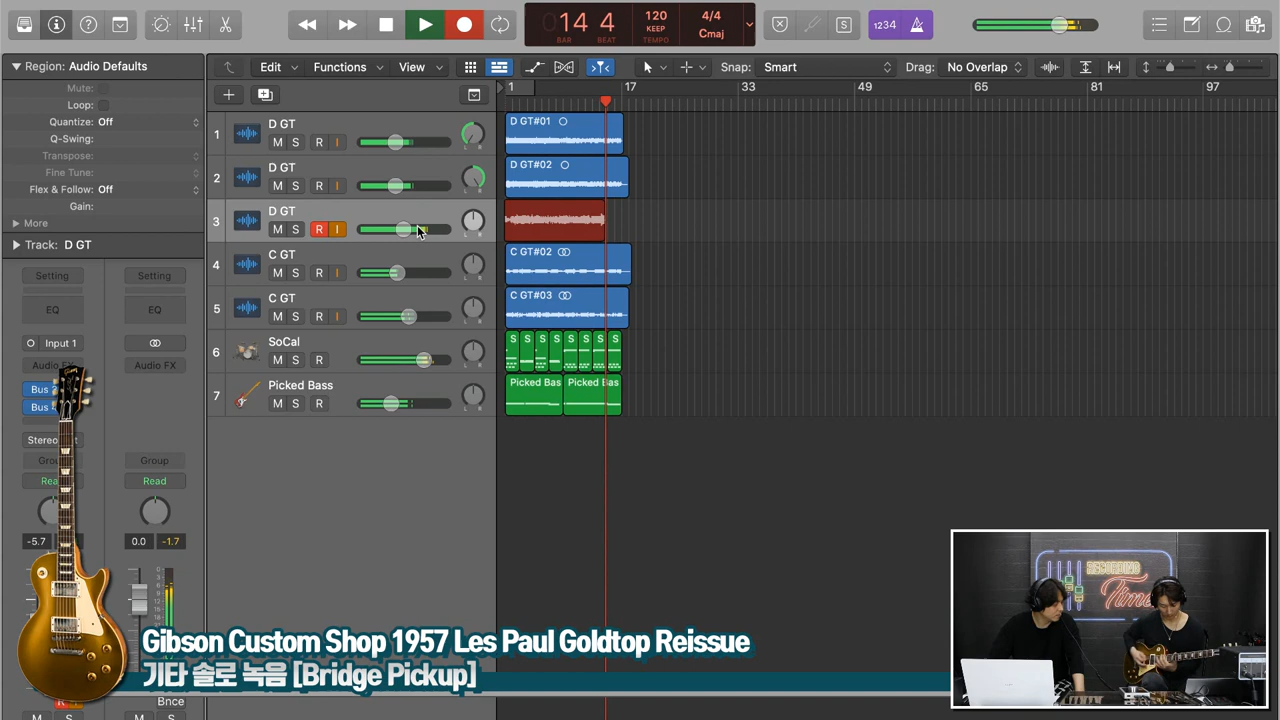 14 4
BAR BEAT
120
KEEP
TEMPO
4/4
Cmaj
S
1234
Region: Audio Defaults
Mute:
Loop:
Quantize: Off
Q-Swing:
Transpose:
Fine Tune:
Flex & Follow: Off
Gain:
More
Track: D GT
Setting Setting
EQ EQ
Input 1
Audio FX
Bus
Bus
Group
Read
-5.7 0.0 -1.7
Bnce
M S M
Edit Functions View
Snap: Smart
Drag: No Overlap
1 17 33 49 65 81 97
1 D GT
M S R I
D GT#01
2 D GT
M S R I
D GT#02
3 D GT
M S R I
4 C GT
M S R I
C GT#02
5 C GT
M S R I
C GT#03
6 SoCal
M S R
S S S S S S S S
7 Picked Bass
M S R
Picked Bas Picked Bas
RECORDING
Time
Gibson Custom Shop 1957 Les Paul Goldtop Reissue
기타 솔로 녹음 [Bridge Pickup]